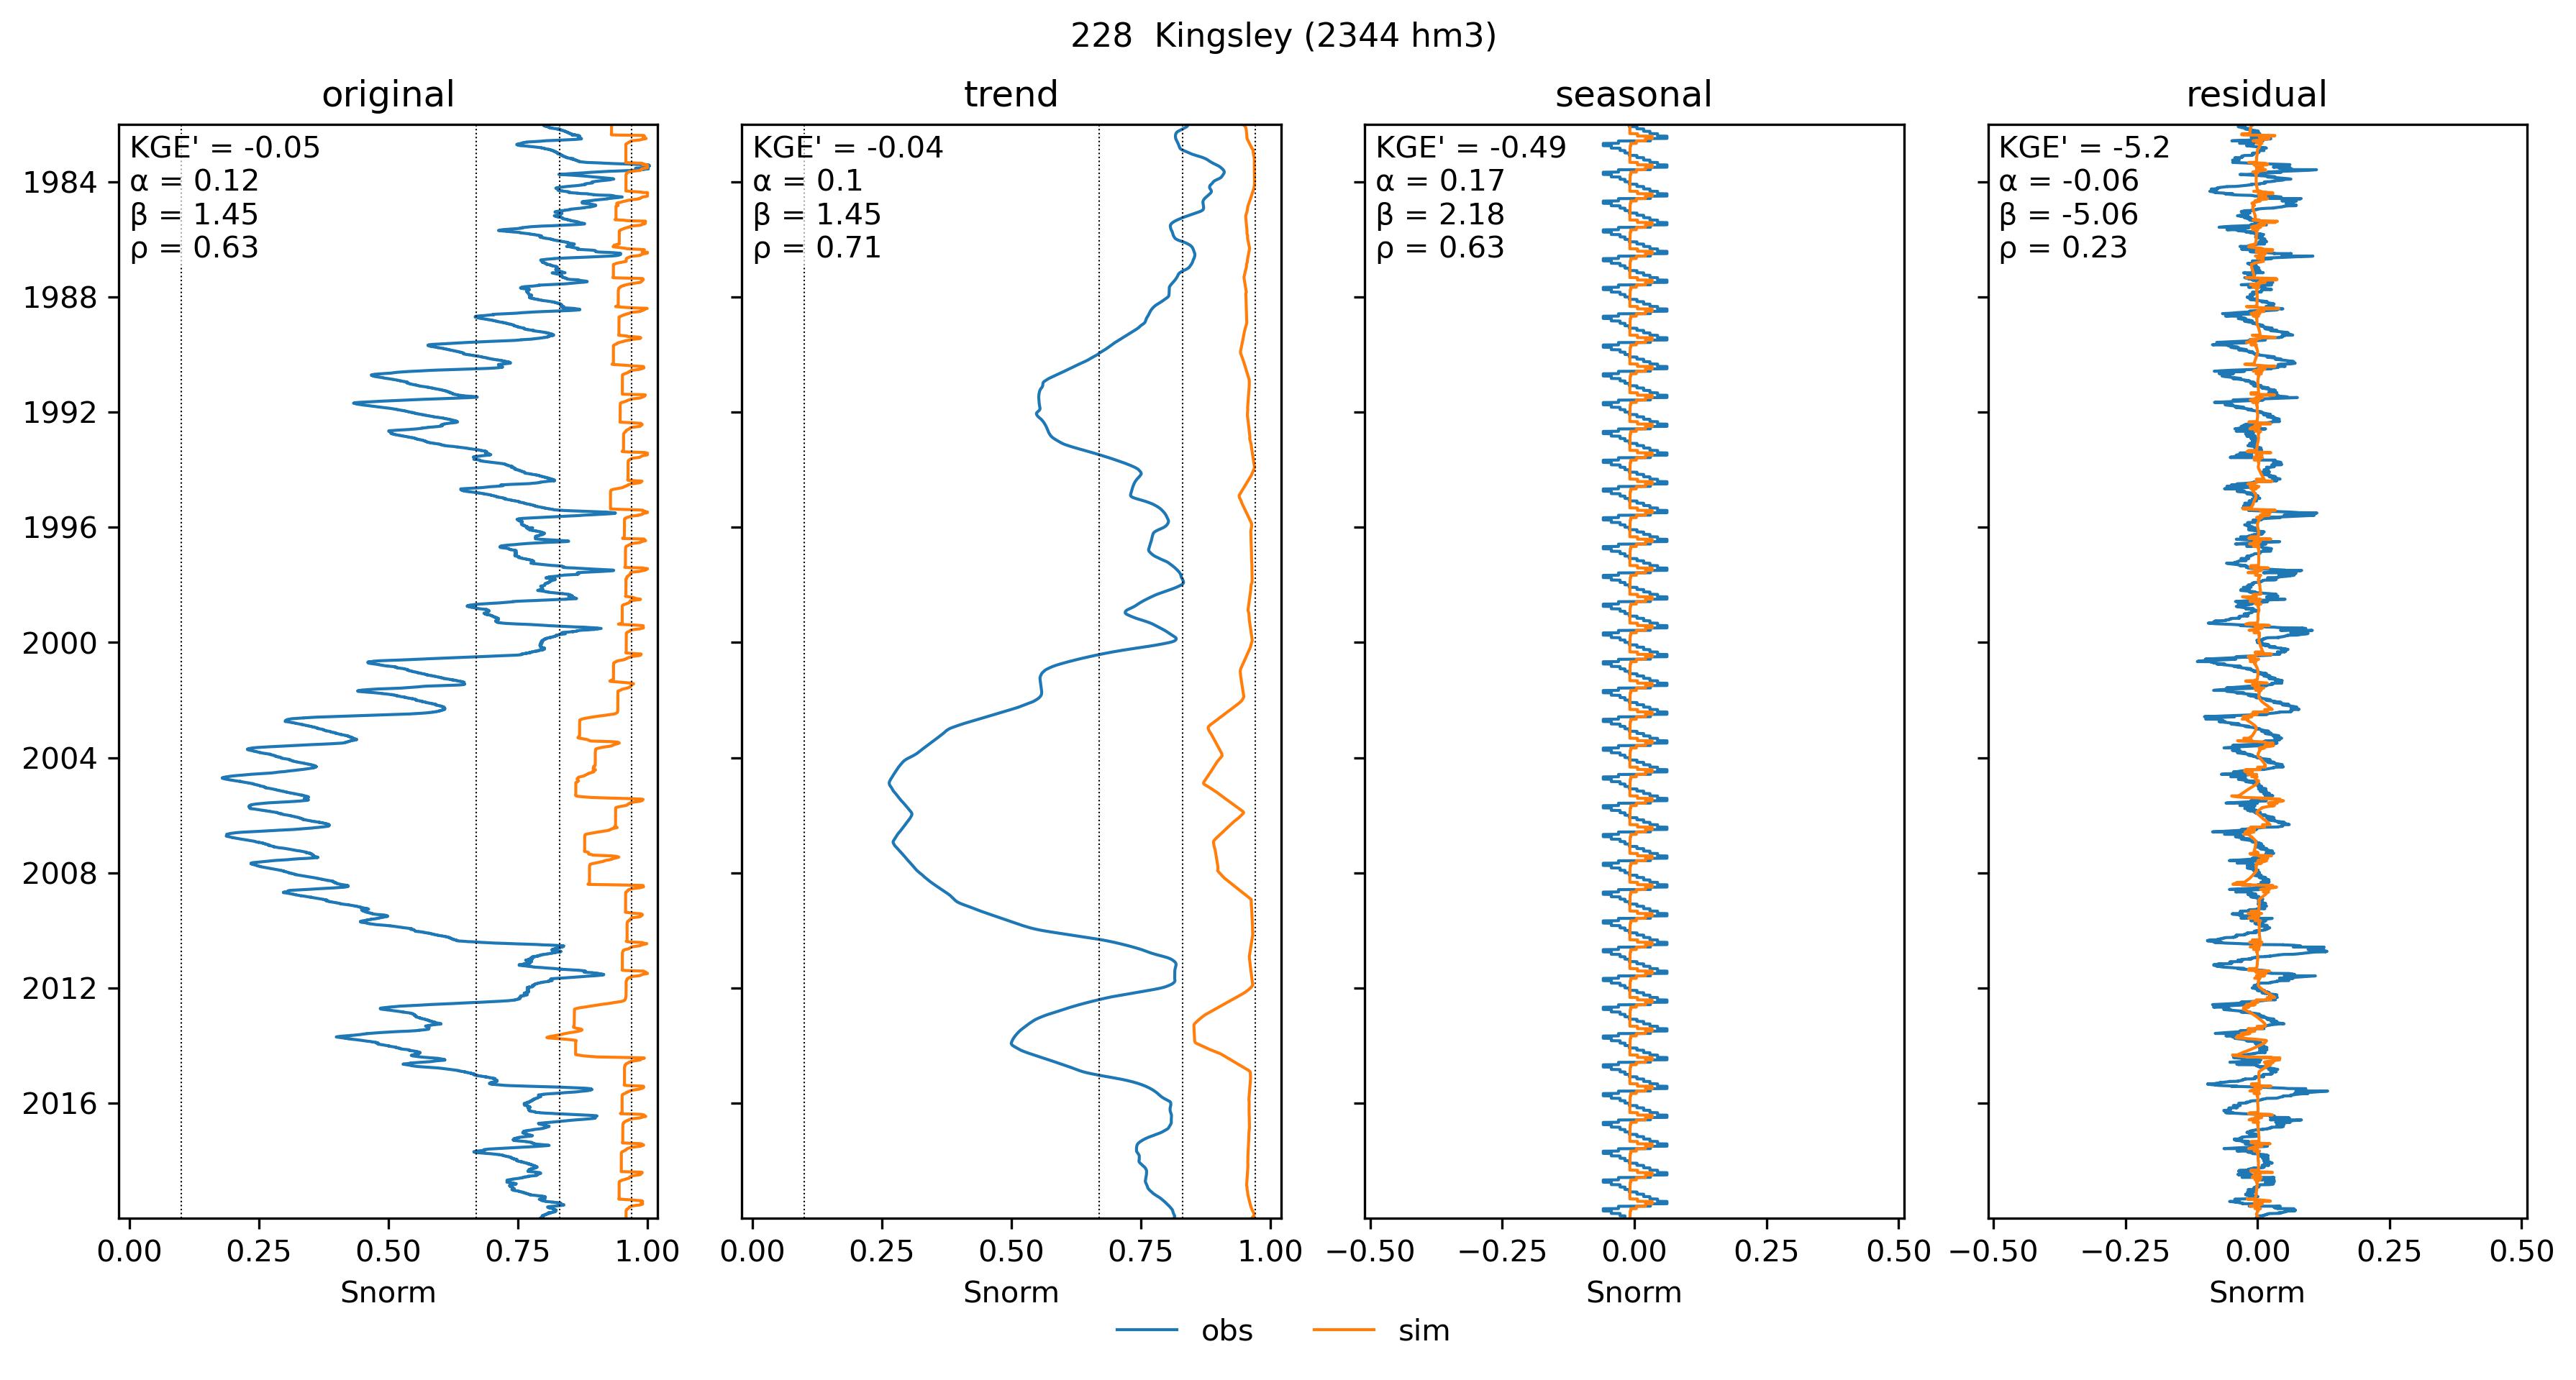 228  Kingsley (2344 hm3)
original
KGE' = -0.05
α = 0.12
β = 1.45
ρ = 0.63
1984
1988
1992
1996
2000
2004
2008
2012
2016
0.00 0.25 0.50 0.75 1.00
Snorm
trend
KGE' = -0.04
α = 0.1
β = 1.45
ρ = 0.71
0.00 0.25 0.50 0.75 1.00
Snorm
seasonal
KGE' = -0.49
α = 0.17
β = 2.18
ρ = 0.63
−0.50 −0.25 0.00 0.25 0.50
Snorm
residual
KGE' = -5.2
α = -0.06
β = -5.06
ρ = 0.23
−0.50 −0.25 0.00 0.25 0.50
Snorm
obs sim